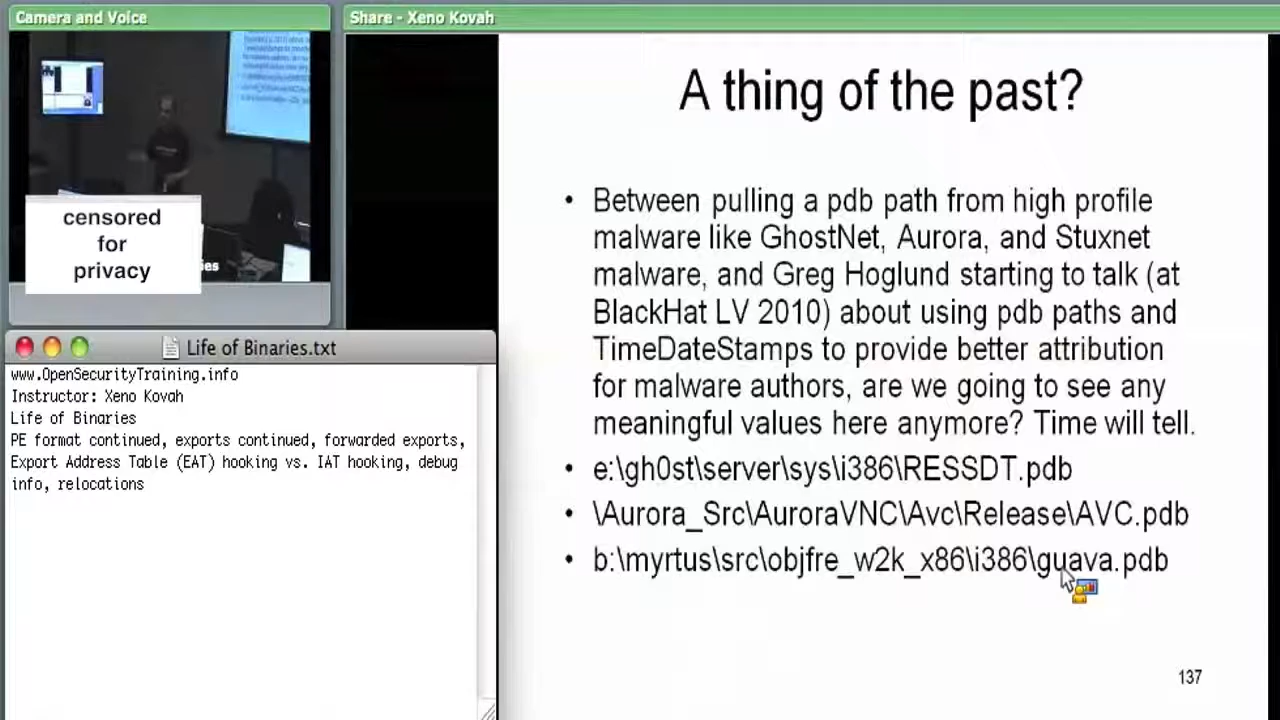 Camera and Voice
Share - Xeno Kovah
censored
for
privacy
ies
Life of Binaries.txt
www.OpenSecurityTraining.info
Instructor: Xeno Kovah
Life of Binaries
PE format continued, exports continued, forwarded exports,
Export Address Table (EAT) hooking vs. IAT hooking, debug
info, relocations
A thing of the past?
• Between pulling a pdb path from high profile
malware like GhostNet, Aurora, and Stuxnet
malware, and Greg Hoglund starting to talk (at
BlackHat LV 2010) about using pdb paths and
TimeDateStamps to provide better attribution
for malware authors, are we going to see any
meaningful values here anymore? Time will tell.
• e:\gh0st\server\sys\i386\RESSDT.pdb
• \Aurora_Src\AuroraVNC\Avc\Release\AVC.pdb
• b:\myrtus\src\objfre_w2k_x86\i386\guava.pdb
137